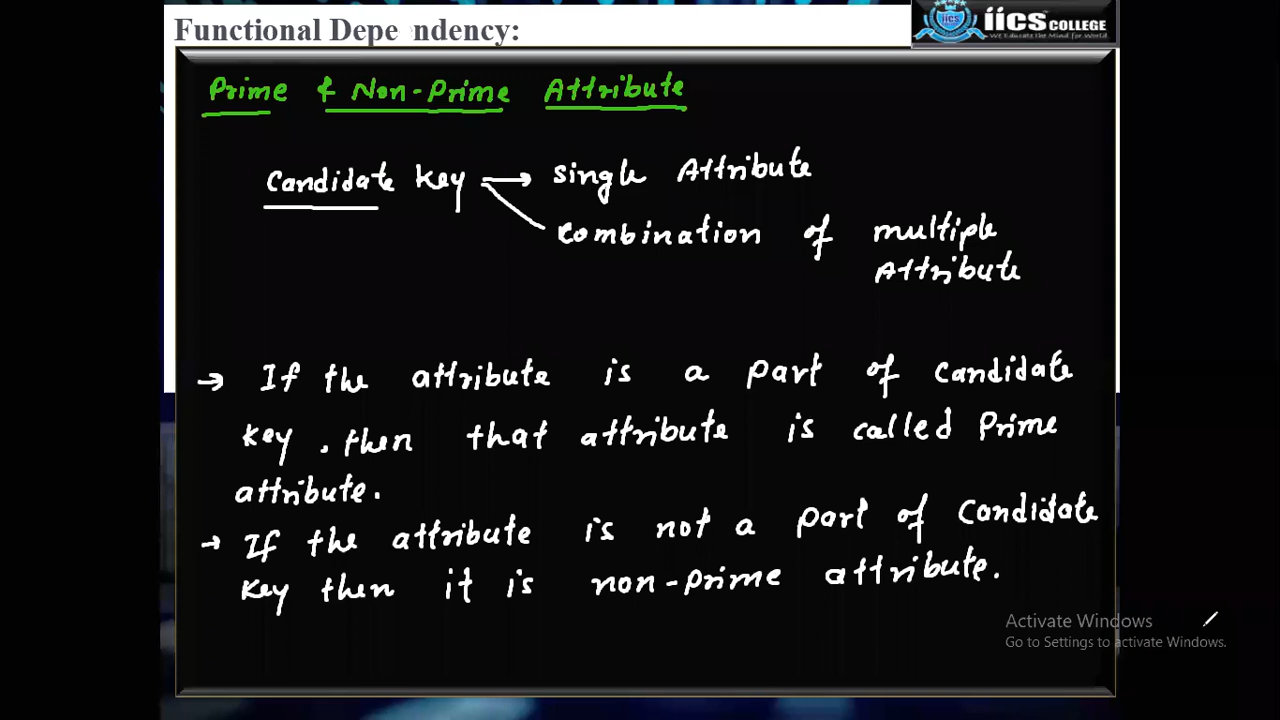 Functional Dependency:
iics COLLEGE
We Educate the Mind for World
Prime & Non-Prime Attribute
Candidate Key → Single Attribute
Combination of multiple
Attribute
→ If the attribute is a part of Candidate
Key . then that attribute is called Prime
attribute.
→ If the attribute is not a part of Candidate
Key then it is non-prime attribute.
Activate Windows
Go to Settings to activate Windows.